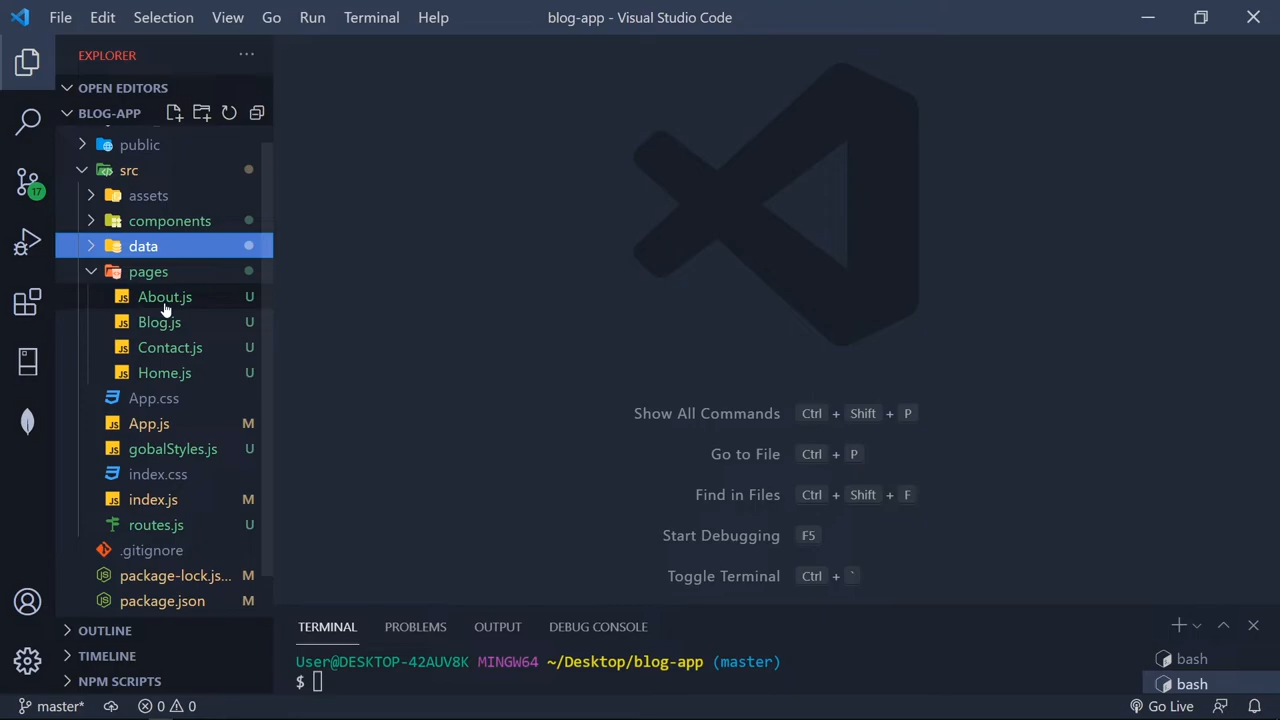 File Edit Selection View Go Run Terminal Help
blog-app - Visual Studio Code
EXPLORER
OPEN EDITORS
BLOG-APP
public
src
assets
components
data
pages
About.js U
Blog.js U
Contact.js U
Home.js U
App.css
App.js M
gobalStyles.js U
index.css
index.js M
routes.js U
.gitignore
package-lock.js... M
package.json M
OUTLINE
TIMELINE
NPM SCRIPTS
17
Show All Commands Ctrl + Shift + P
Go to File Ctrl + P
Find in Files Ctrl + Shift + F
Start Debugging F5
Toggle Terminal Ctrl + `
TERMINAL PROBLEMS OUTPUT DEBUG CONSOLE
User@DESKTOP-42AUV8K MINGW64 ~/Desktop/blog-app (master)
$
bash
bash
master* 0 0
Go Live